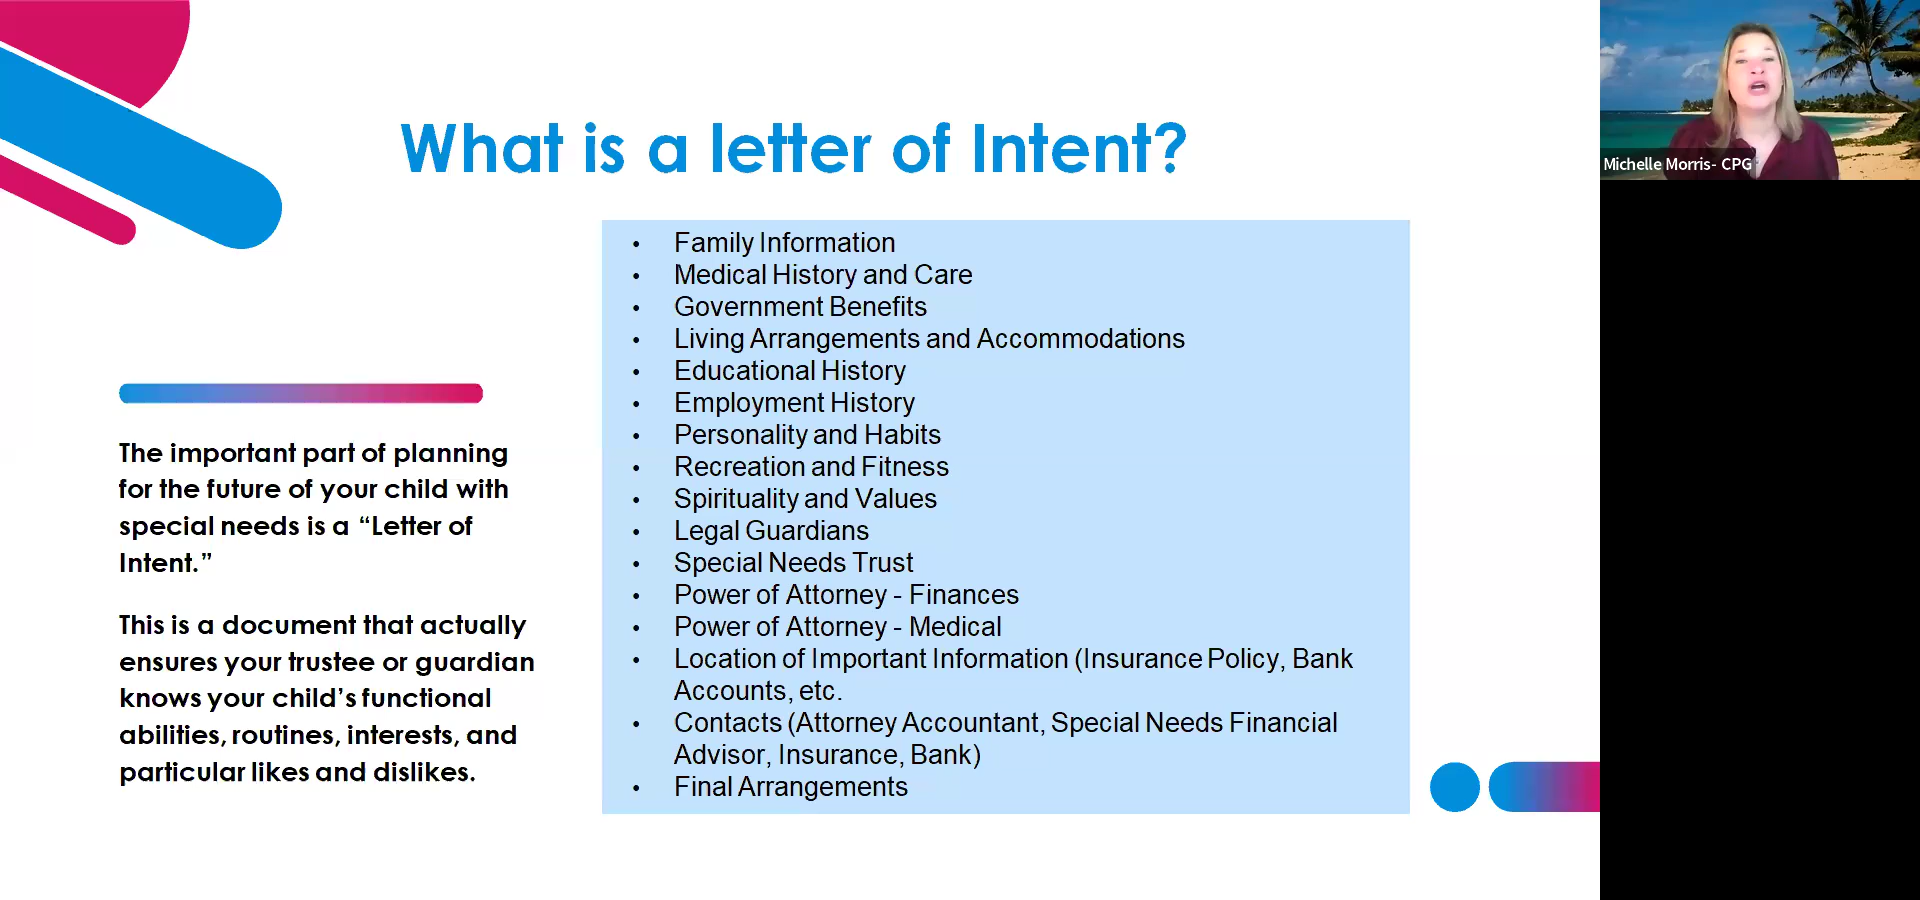 What is a letter of Intent?
The important part of planning
for the future of your child with
special needs is a “Letter of
Intent.”
This is a document that actually
ensures your trustee or guardian
knows your child’s functional
abilities, routines, interests, and
particular likes and dislikes.
• Family Information
• Medical History and Care
• Government Benefits
• Living Arrangements and Accommodations
• Educational History
• Employment History
• Personality and Habits
• Recreation and Fitness
• Spirituality and Values
• Legal Guardians
• Special Needs Trust
• Power of Attorney - Finances
• Power of Attorney - Medical
• Location of Important Information (Insurance Policy, Bank
Accounts, etc.
• Contacts (Attorney Accountant, Special Needs Financial
Advisor, Insurance, Bank)
• Final Arrangements
Michelle Morris- CPG